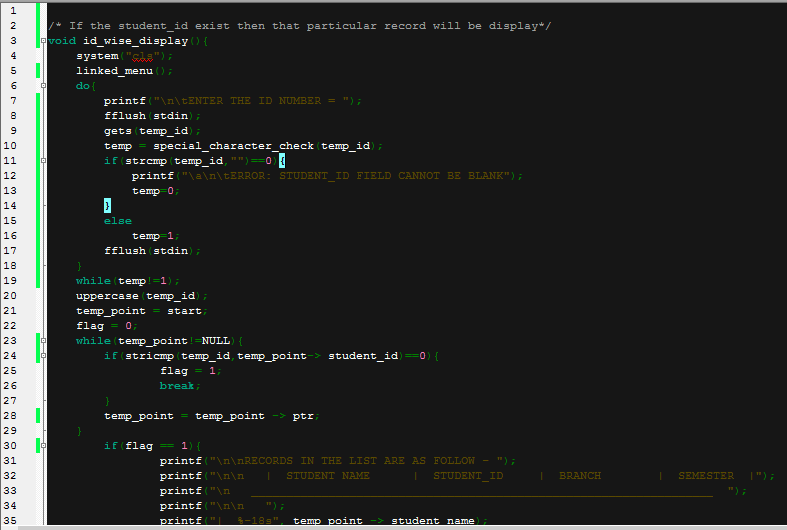 1
2 /* If the student_id exist then that particular record will be display*/
3 void id_wise_display(){
4 system("cls");
5 linked_menu();
6 do{
7 printf("\n\tENTER THE ID NUMBER = ");
8 fflush(stdin);
9 gets(temp_id);
10 temp = special_character_check(temp_id);
11 if(strcmp(temp_id,"")==0){
12 printf("\a\n\tERROR: STUDENT_ID FIELD CANNOT BE BLANK");
13 temp=0;
14 }
15 else
16 temp=1;
17 fflush(stdin);
18 }
19 while(temp!=1);
20 uppercase(temp_id);
21 temp_point = start;
22 flag = 0;
23 while(temp_point!=NULL){
24 if(stricmp(temp_id,temp_point-> student_id)==0{
25 flag = 1;
26 break;
27 }
28 temp_point = temp_point -> ptr;
29 }
30 if(flag == 1){
31 printf("\n\nRECORDS IN THE LIST ARE AS FOLLOW - ");
32 printf("\n\n | STUDENT NAME | STUDENT_ID | BRANCH | SEMESTER |");
33 printf("\n ______________________________________________________________________ ");
34 printf("\n\n ");
35 printf("| %-18s", temp_point -> student_name);